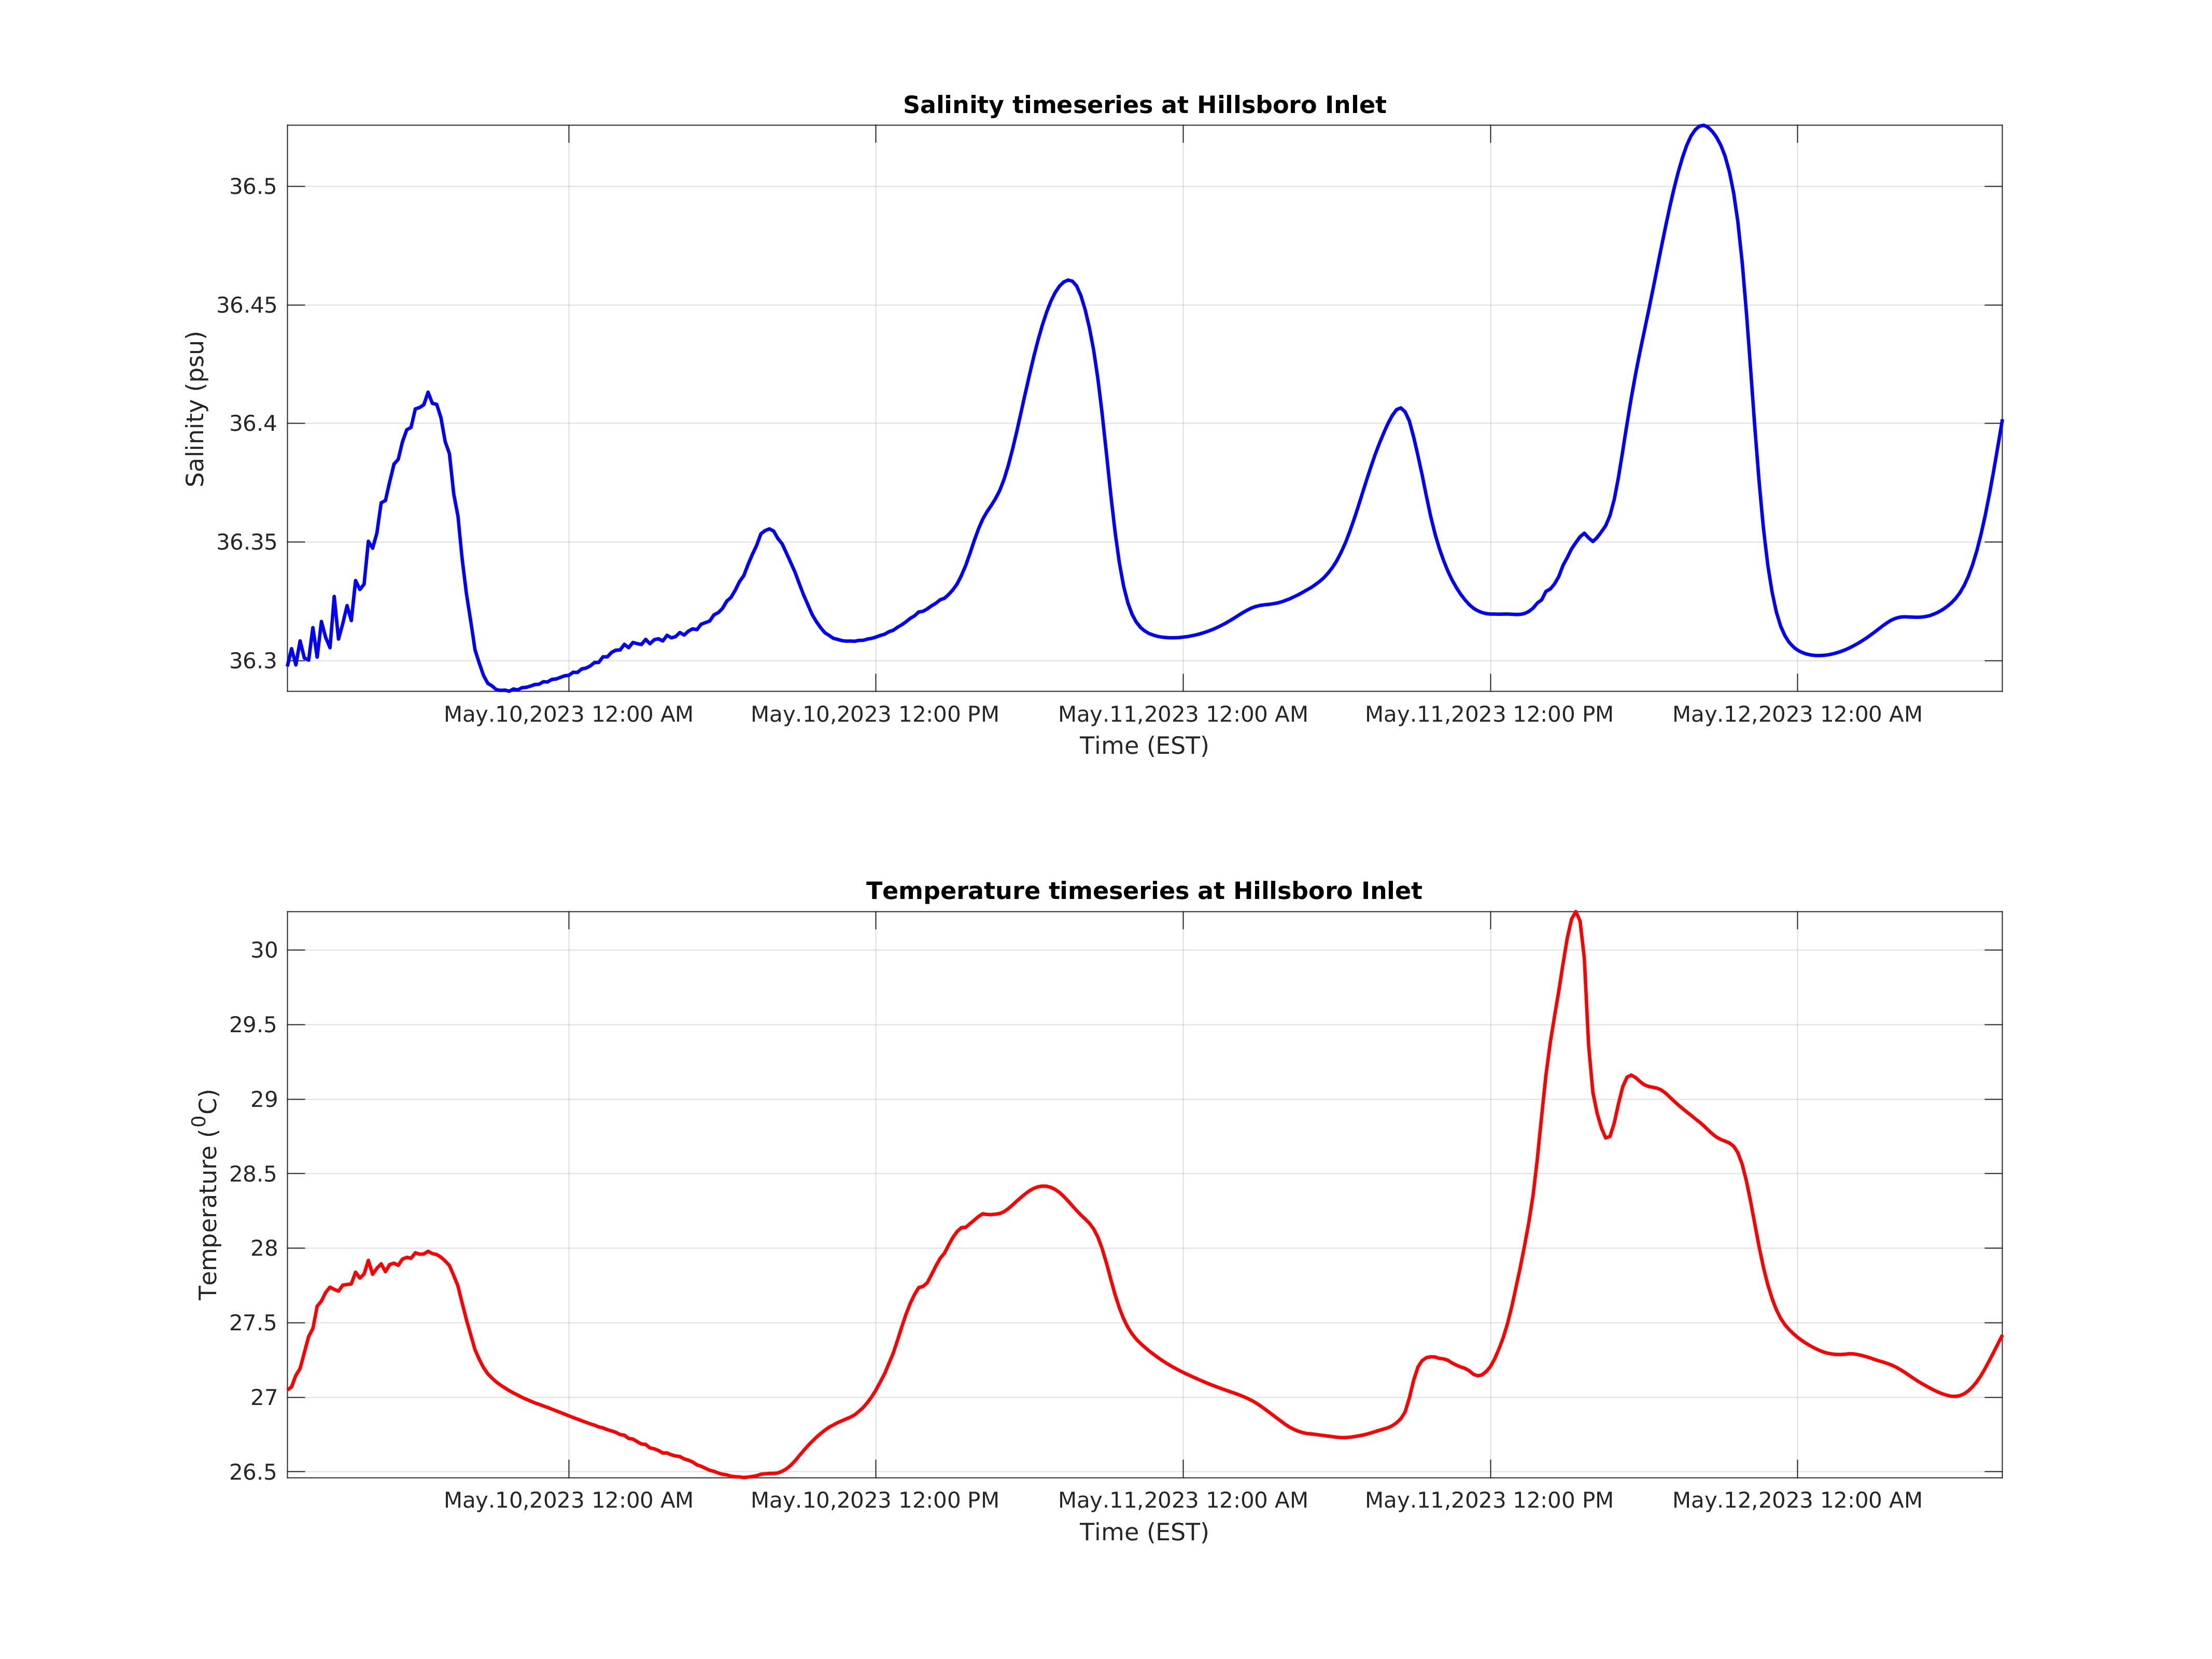 Salinity timeseries at Hillsboro Inlet
36.5
36.45
36.4
36.35
36.3
Salinity (psu)
May.10,2023 12:00 AM May.10,2023 12:00 PM May.11,2023 12:00 AM May.11,2023 12:00 PM May.12,2023 12:00 AM
Time (EST)
Temperature timeseries at Hillsboro Inlet
30
29.5
29
28.5
28
27.5
27
26.5
Temperature (⁰C)
May.10,2023 12:00 AM May.10,2023 12:00 PM May.11,2023 12:00 AM May.11,2023 12:00 PM May.12,2023 12:00 AM
Time (EST)